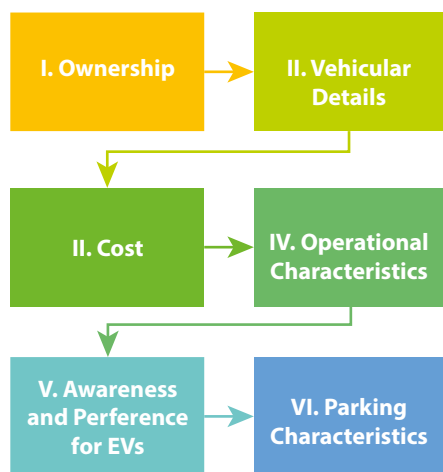 I. Ownership
II. Vehicular
Details
II. Cost
IV. Operational
Characteristics
V. Awareness
and Perference
for EVs
VI. Parking
Characteristics